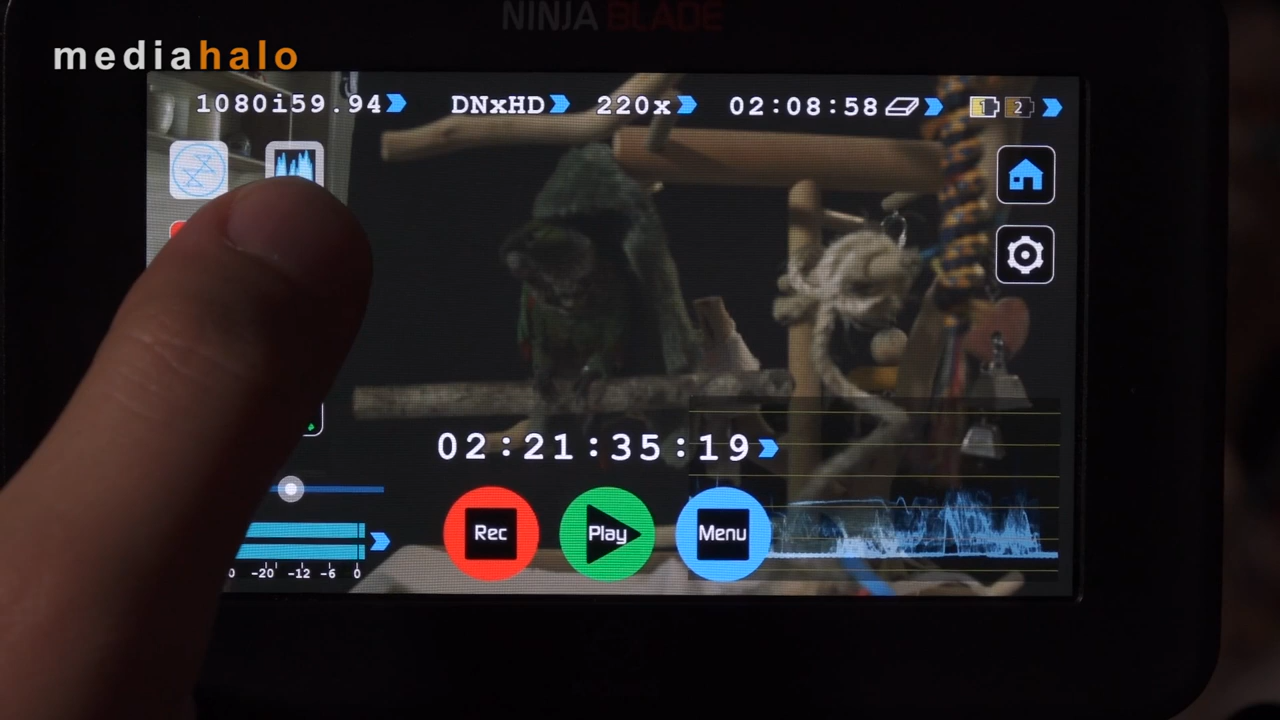 NINJA BLADE
mediahalo
1080i59.94 DNxHD 220x 02:08:58 1 2
02:21:35:19
Rec Play Menu
0 -20 -12 -6 0